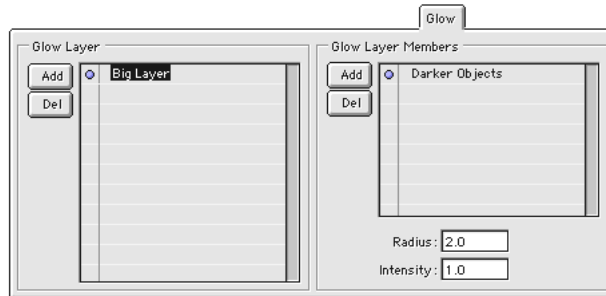 Glow
Glow Layer
Add
Del
Big Layer
Glow Layer Members
Add
Del
Darker Objects
Radius: 2.0
Intensity: 1.0